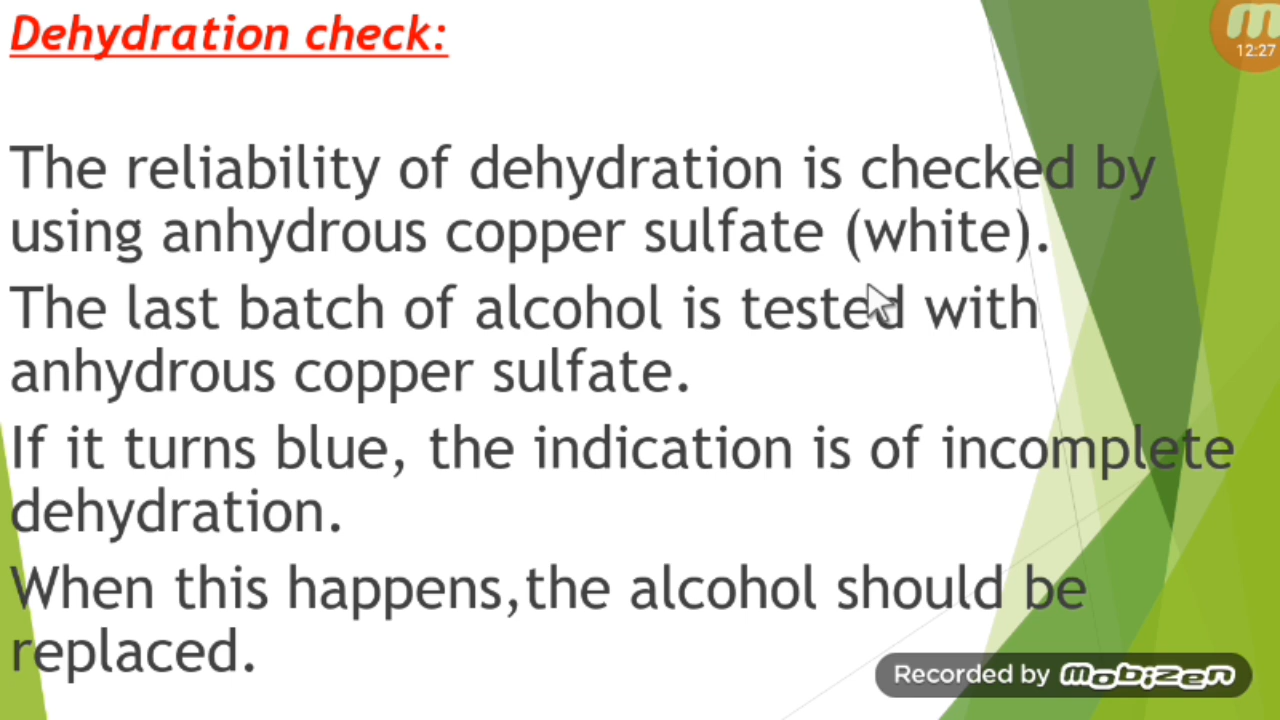 Dehydration check:
12:27
The reliability of dehydration is checked by
using anhydrous copper sulfate (white).
The last batch of alcohol is tested with
anhydrous copper sulfate.
If it turns blue, the indication is of incomplete
dehydration.
When this happens,the alcohol should be
replaced.
Recorded by Mobizen